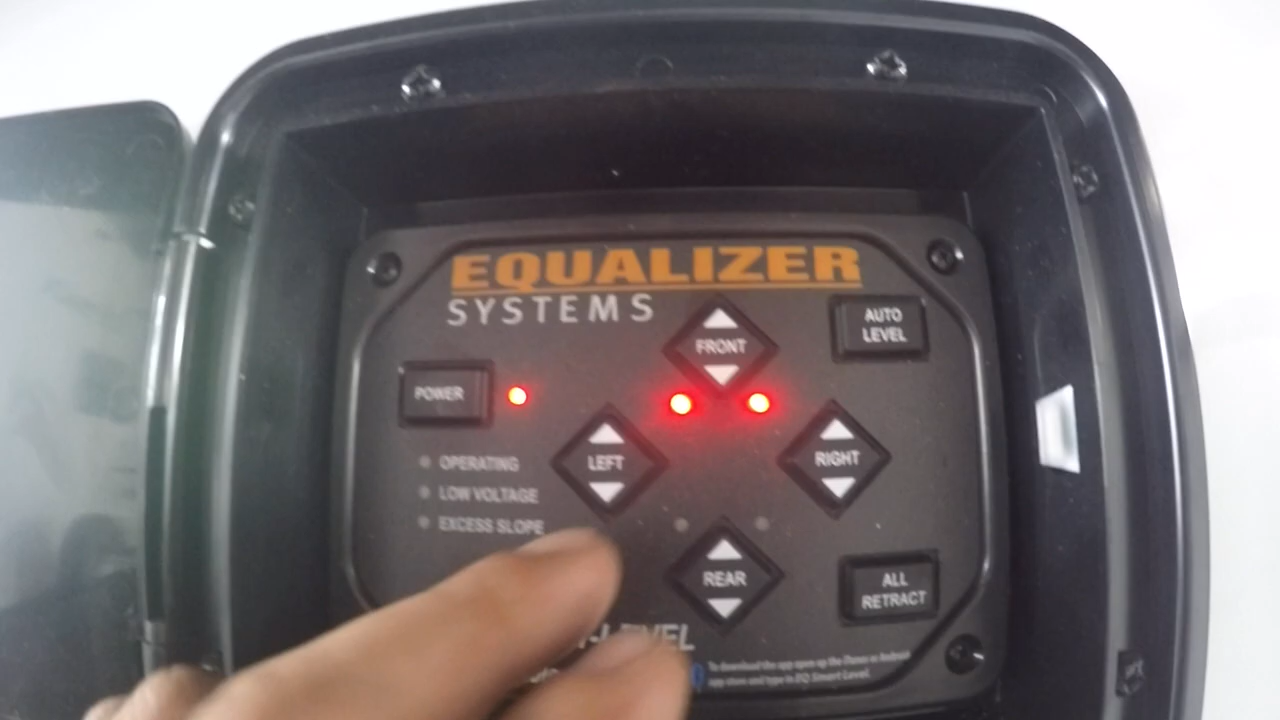 EQUALIZER
SYSTEMS
FRONT
AUTO
LEVEL
POWER
LEFT
RIGHT
OPERATING
LOW VOLTAGE
EXCESS SLOPE
REAR
ALL
RETRACT
LEVEL
To download the app open up the iTunes or Android
app store and type in EQ Smart Level.